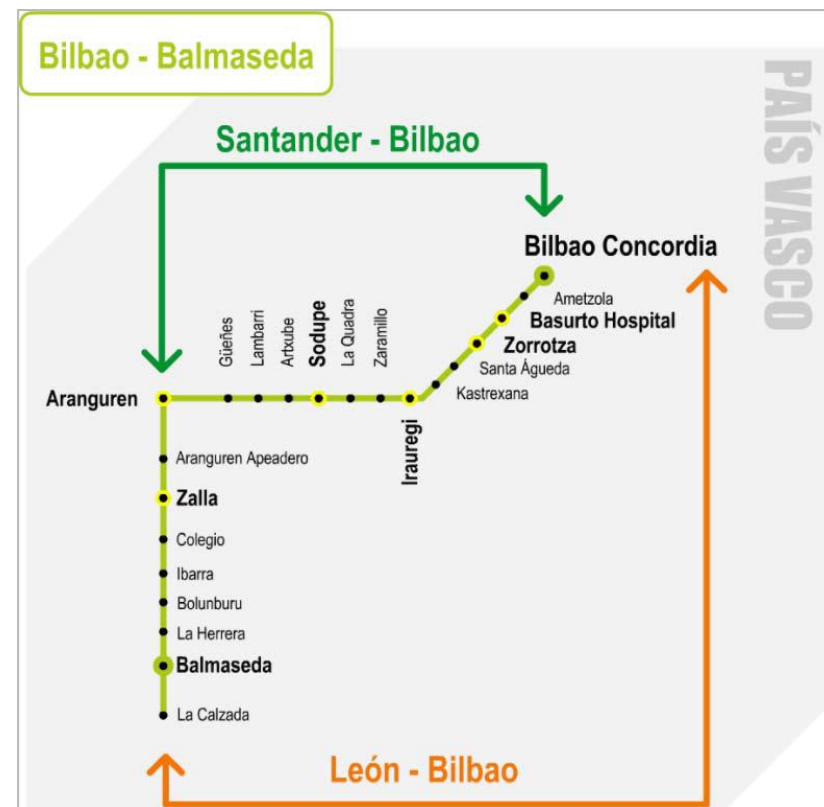 Bilbao - Balmaseda
PAÍS VASCO
Santander - Bilbao
Bilbao Concordia
Ametzola
Basurto Hospital
Zorrotza
Santa Águeda
Kastrexana
Irauregi
Zaramillo
La Quadra
Sodupe
Artxube
Lambarri
Güeñes
Aranguren
Aranguren Apeadero
Zalla
Colegio
Ibarra
Bolunburu
La Herrera
Balmaseda
La Calzada
León - Bilbao